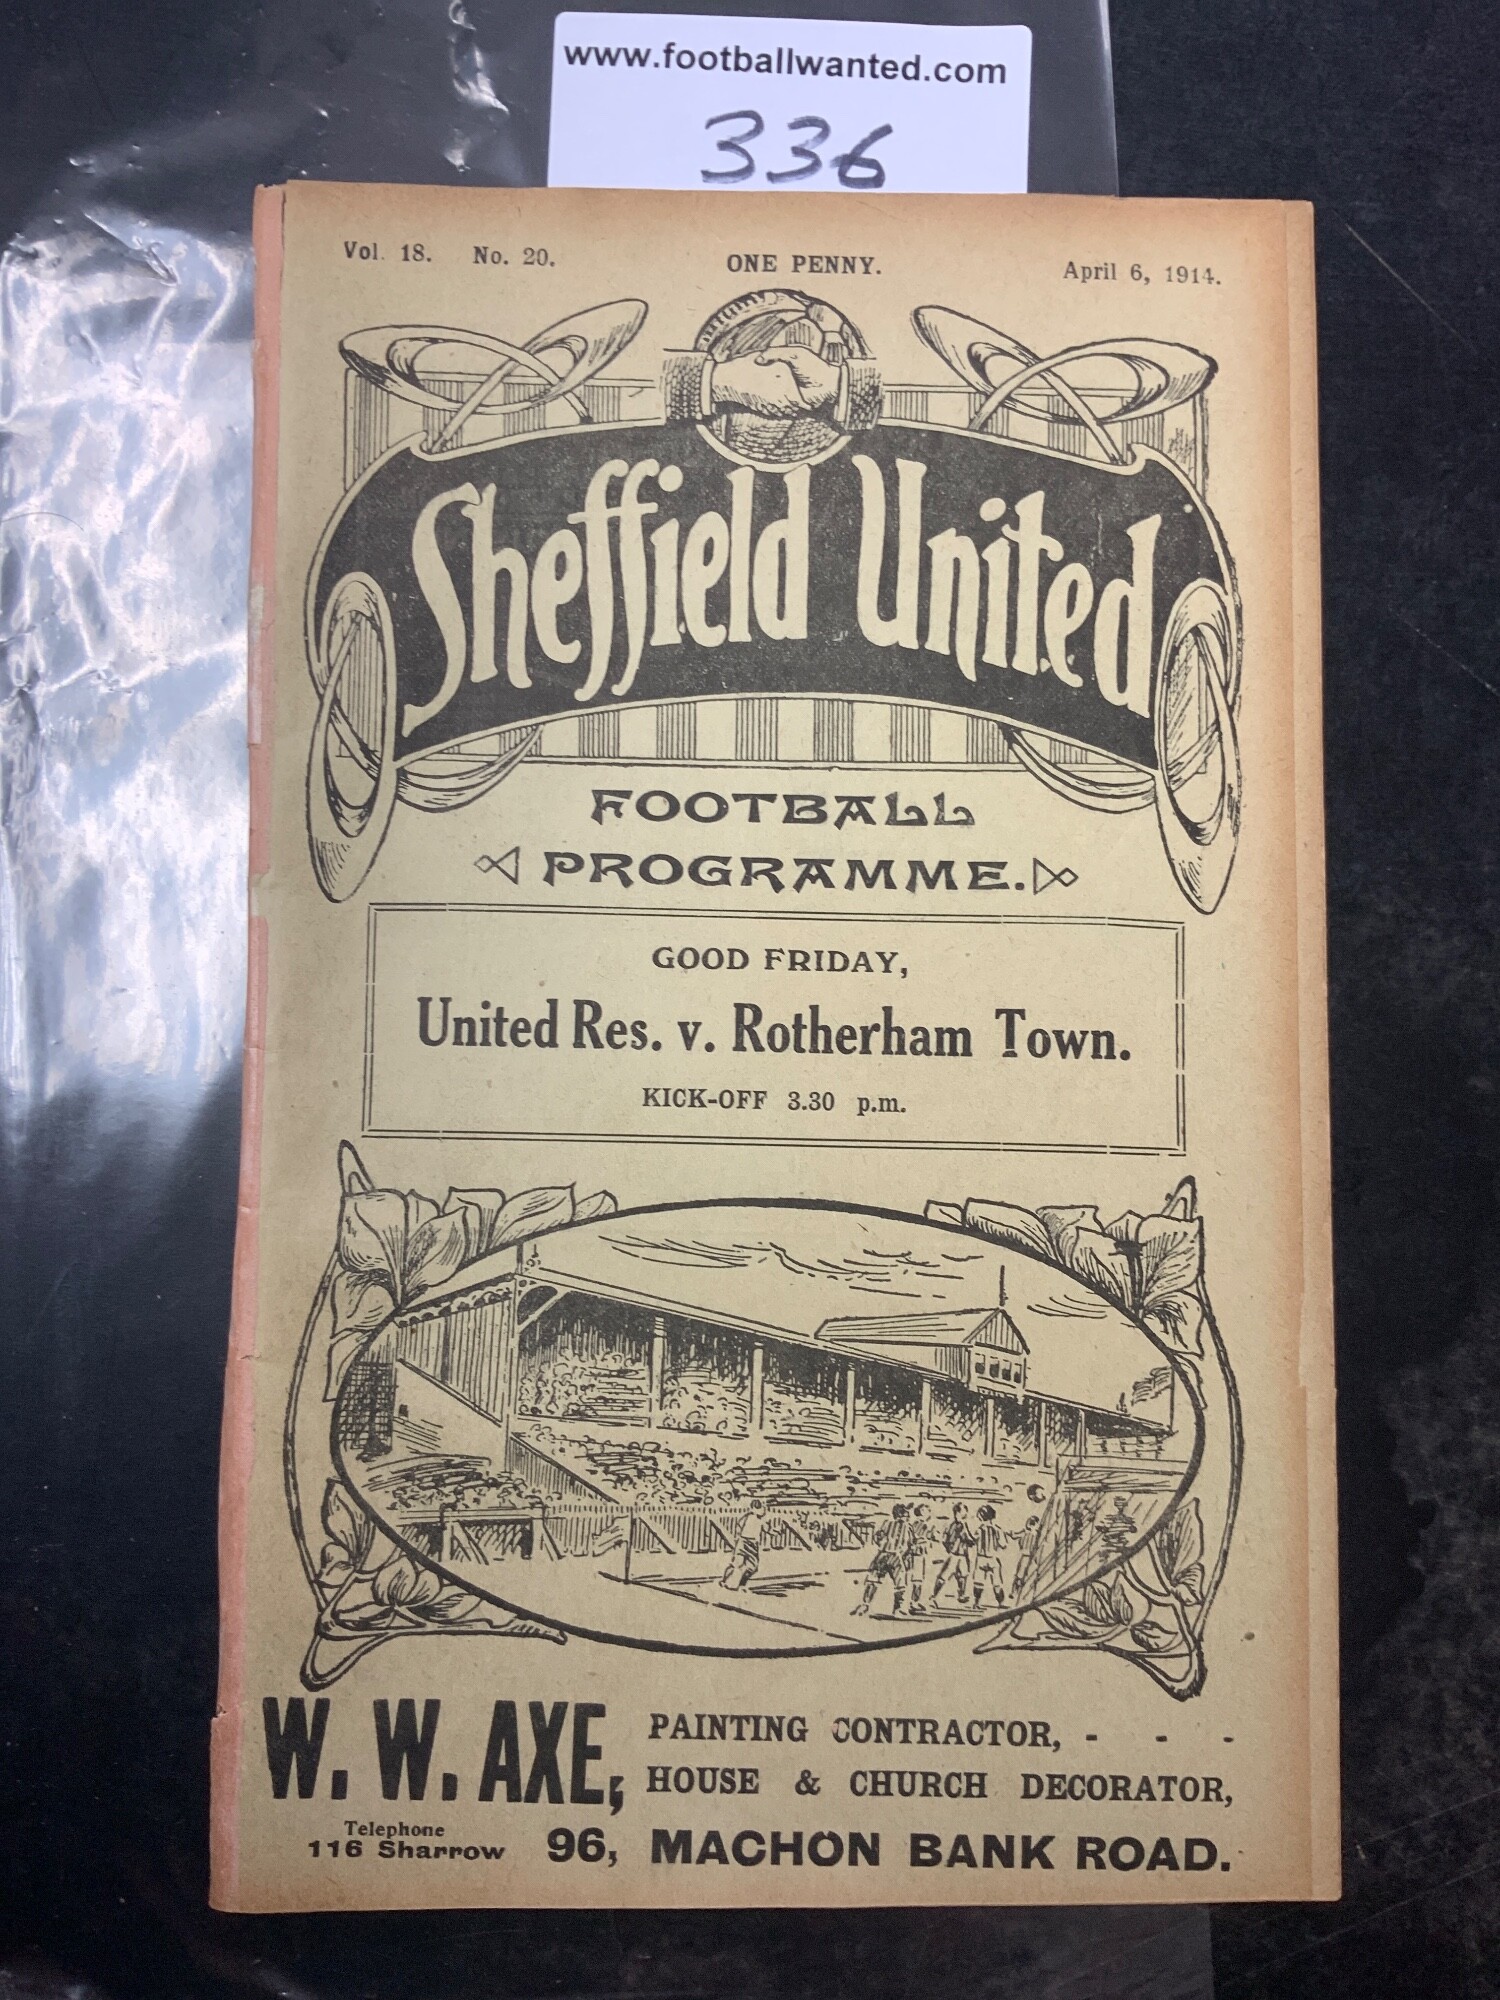 www.footballwanted.com
336
Vol. 18. No. 20. ONE PENNY. April 6, 1914.
Sheffield United
FOOTBALL
PROGRAMME.
GOOD FRIDAY,
United Res. v. Rotherham Town.
KICK-OFF 3.30 p.m.
W. W. AXE, PAINTING CONTRACTOR, - - -
HOUSE & CHURCH DECORATOR,
Telephone
116 Sharrow 96, MACHON BANK ROAD.